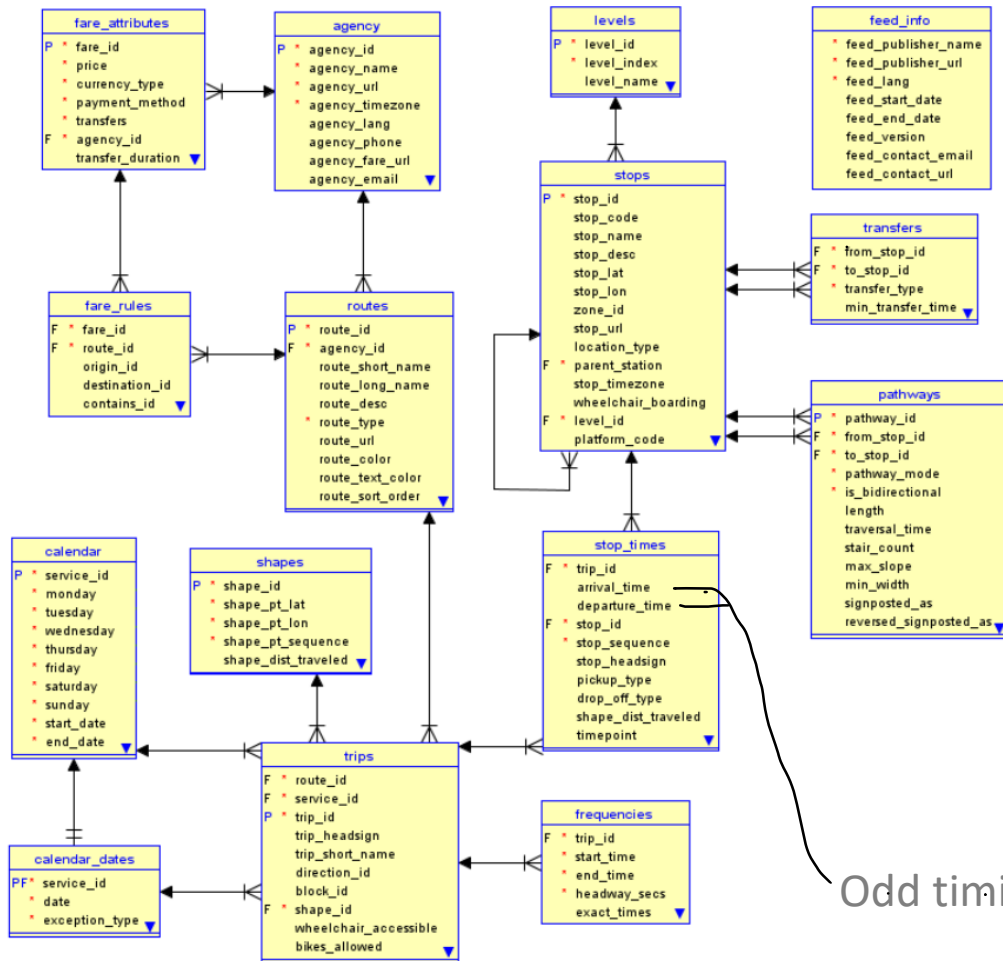 fare_attributes
P * fare_id
* price
* currency_type
* payment_method
* transfers
F * agency_id
transfer_duration
agency
P * agency_id
* agency_name
* agency_url
* agency_timezone
agency_lang
agency_phone
agency_fare_url
agency_email
levels
P * level_id
* level_index
level_name
feed_info
* feed_publisher_name
* feed_publisher_url
* feed_lang
feed_start_date
feed_end_date
feed_version
feed_contact_email
feed_contact_url
stops
P * stop_id
stop_code
stop_name
stop_desc
stop_lat
stop_lon
zone_id
stop_url
location_type
F * parent_station
stop_timezone
wheelchair_boarding
F * level_id
platform_code
transfers
F * from_stop_id
F * to_stop_id
* transfer_type
min_transfer_time
fare_rules
F * fare_id
F * route_id
origin_id
destination_id
contains_id
routes
P * route_id
F * agency_id
route_short_name
route_long_name
route_desc
* route_type
route_url
route_color
route_text_color
route_sort_order
pathways
P * pathway_id
F * from_stop_id
F * to_stop_id
* pathway_mode
* is_bidirectional
length
traversal_time
stair_count
max_slope
min_width
signposted_as
reversed_signposted_as
calendar
P * service_id
* monday
* tuesday
* wednesday
* thursday
* friday
* saturday
* sunday
* start_date
* end_date
shapes
P * shape_id
* shape_pt_lat
* shape_pt_lon
* shape_pt_sequence
* shape_dist_traveled
stop_times
F * trip_id
arrival_time
departure_time
F * stop_id
* stop_sequence
* stop_headsign
pickup_type
drop_off_type
shape_dist_traveled
timepoint
calendar_dates
PF * service_id
* date
* exception_type
trips
F * route_id
F * service_id
P * trip_id
trip_headsign
trip_short_name
direction_id
block_id
F * shape_id
wheelchair_accessible
bikes_allowed
frequencies
F * trip_id
* start_time
* end_time
* headway_secs
exact_times
Odd timi